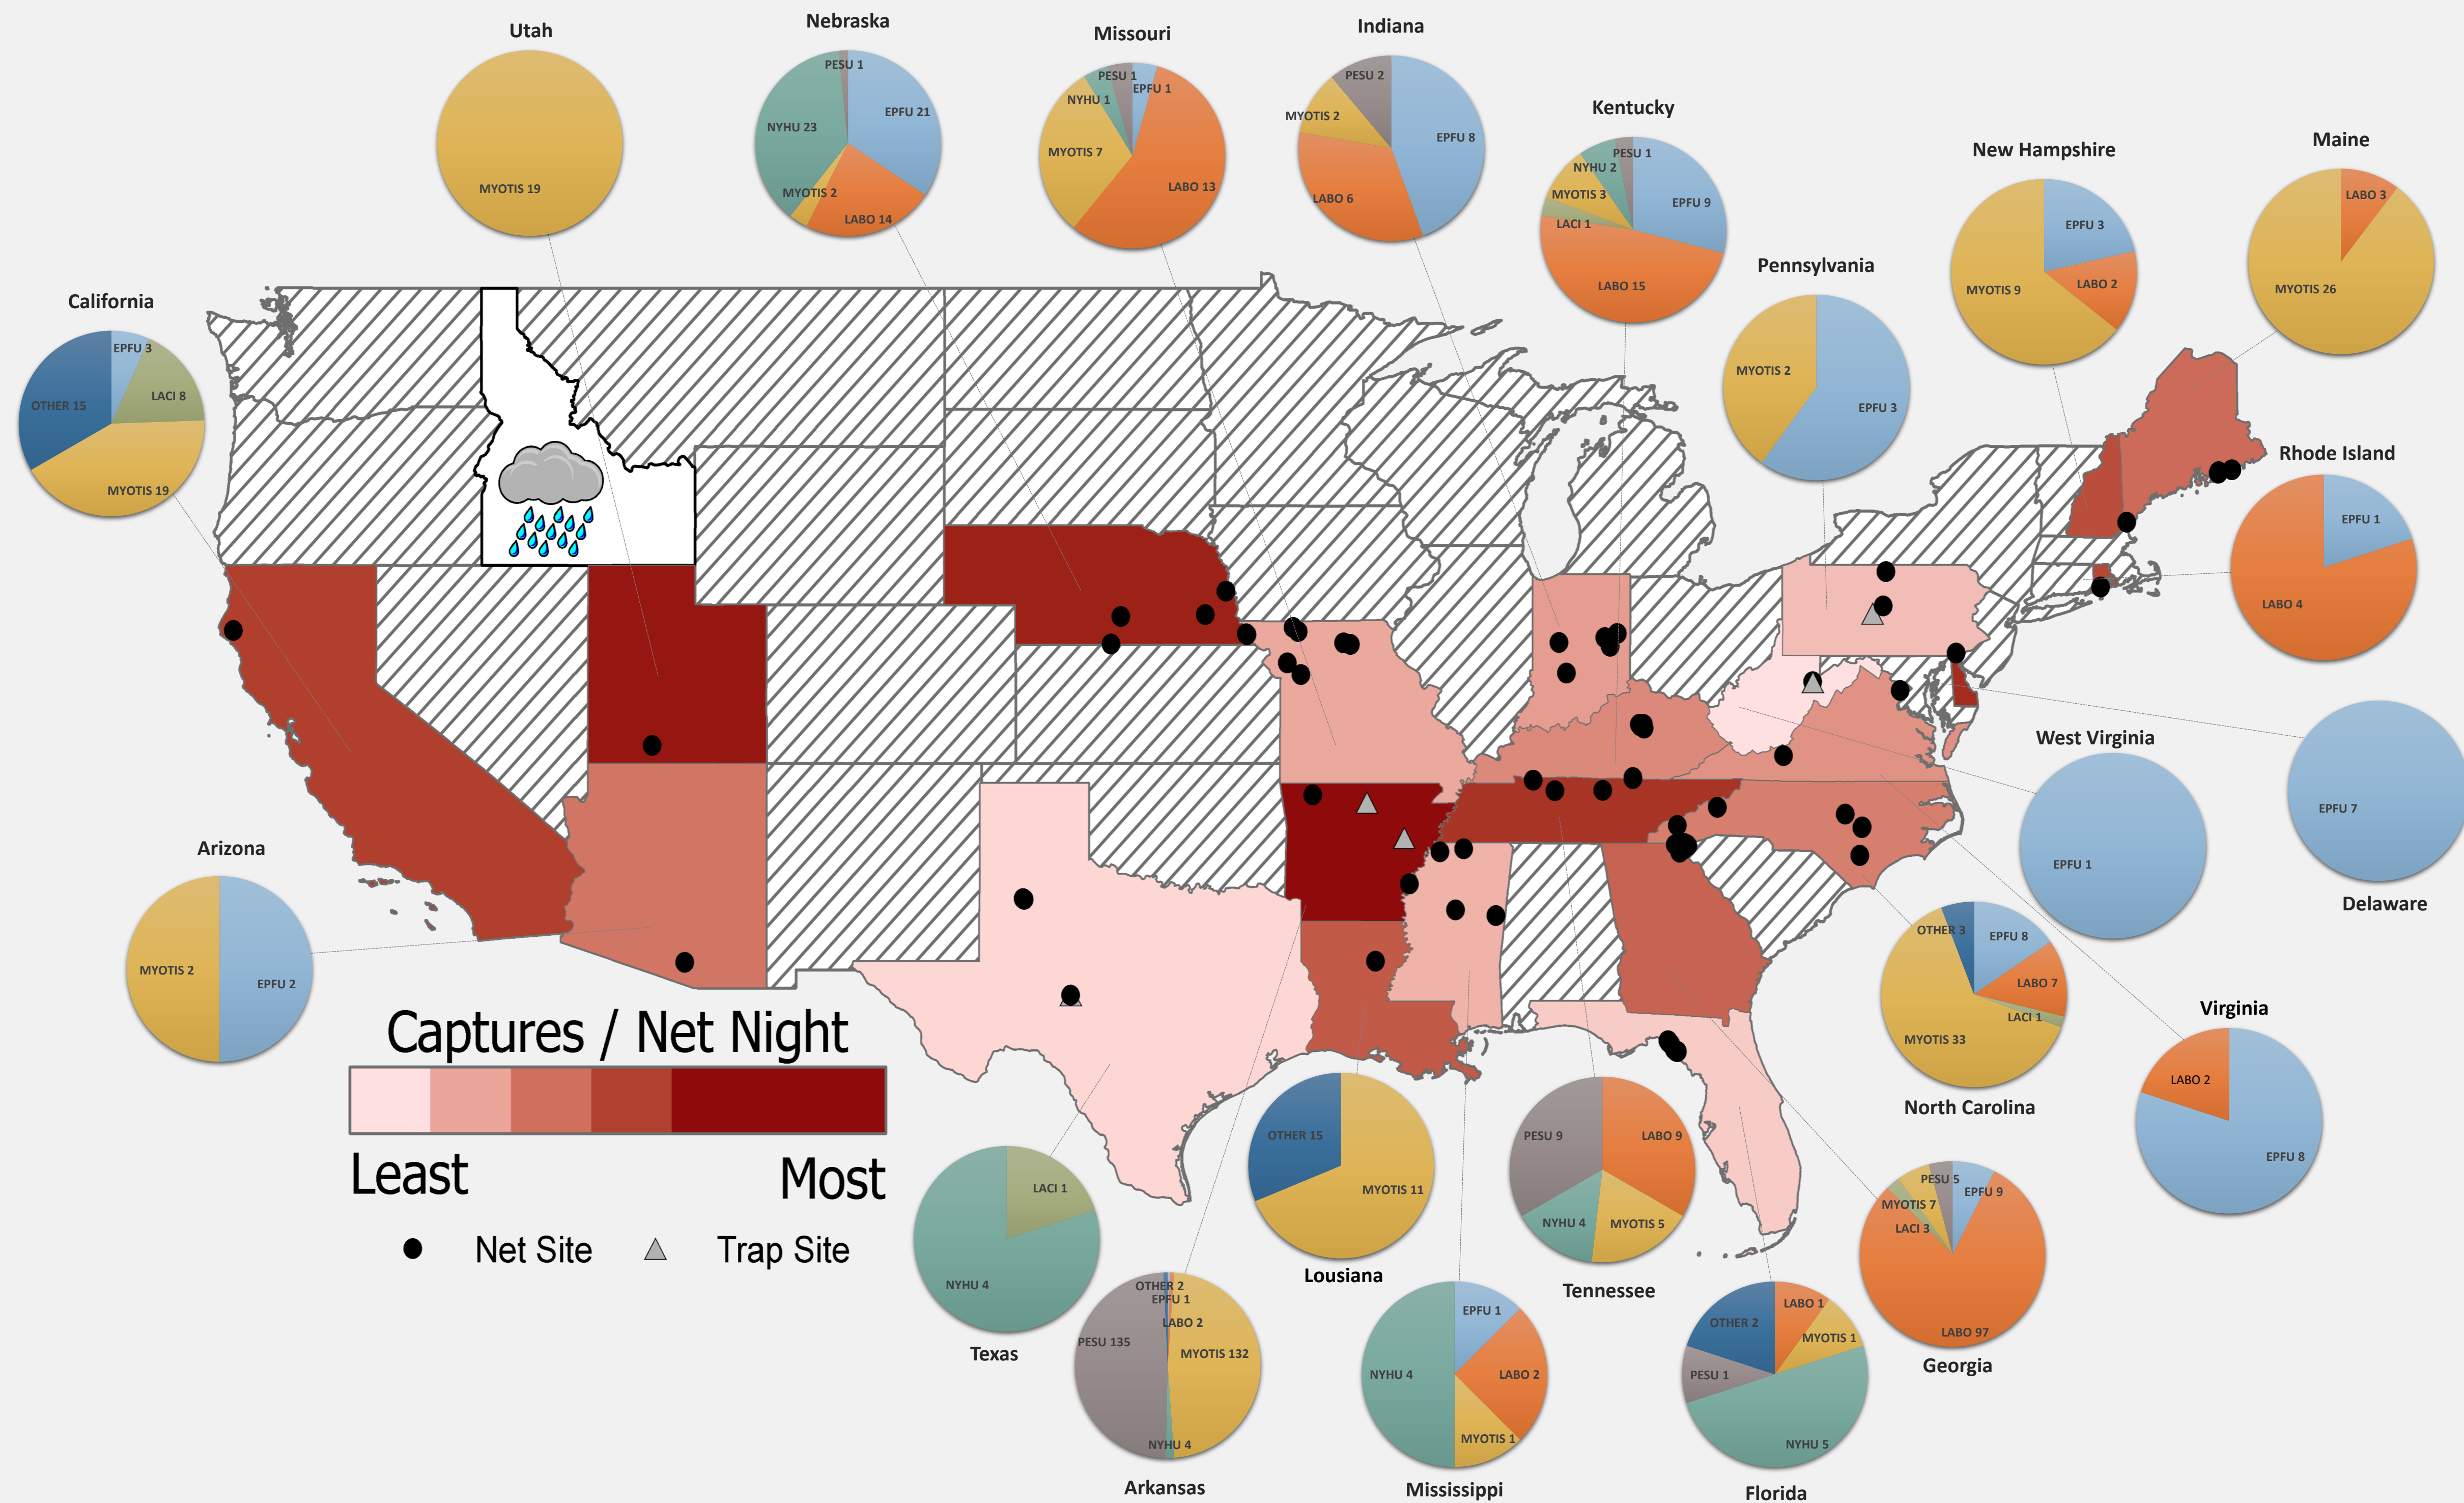 Utah
MYOTIS 19
Nebraska
PESU 1
EPFU 21
NYHU 23
MYOTIS 2
LABO 14
Missouri
PESU 1
EPFU 1
NYHU 1
MYOTIS 7
LABO 13
Indiana
PESU 2
MYOTIS 2
EPFU 8
LABO 6
Kentucky
PESU 1
NYHU 2
MYOTIS 3
EPFU 9
LACI 1
LABO 15
Pennsylvania
MYOTIS 2
EPFU 3
New Hampshire
EPFU 3
LABO 2
MYOTIS 9
Maine
LABO 3
MYOTIS 26
California
EPFU 3
LACI 8
OTHER 15
MYOTIS 19
Rhode Island
EPFU 1
LABO 4
West Virginia
EPFU 1
EPFU 7
Delaware
Arizona
MYOTIS 2
EPFU 2
OTHER 3
EPFU 8
LABO 7
LACI 1
MYOTIS 33
North Carolina
Virginia
LABO 2
EPFU 8
Captures / Net Night
Least
Most
Net Site
Trap Site
LACI 1
NYHU 4
Texas
OTHER 15
MYOTIS 11
Lousiana
PESU 9
LABO 9
NYHU 4
MYOTIS 5
Tennessee
PESU 5
EPFU 9
MYOTIS 7
LACI 3
LABO 97
Georgia
OTHER 2
EPFU 1
LABO 2
PESU 135
MYOTIS 132
NYHU 4
Arkansas
EPFU 1
NYHU 4
LABO 2
MYOTIS 1
Mississippi
LABO 1
OTHER 2
MYOTIS 1
PESU 1
NYHU 5
Florida